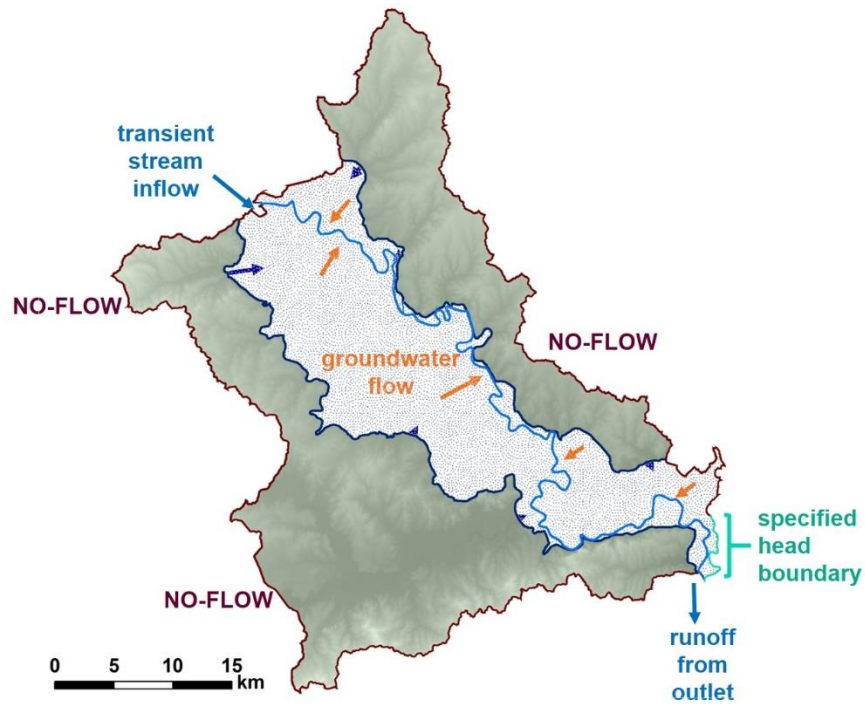 transient
stream
inflow
NO-FLOW
NO-FLOW
groundwater
flow
specified
head
boundary
NO-FLOW
runoff
from
outlet
0 5 10 15
km